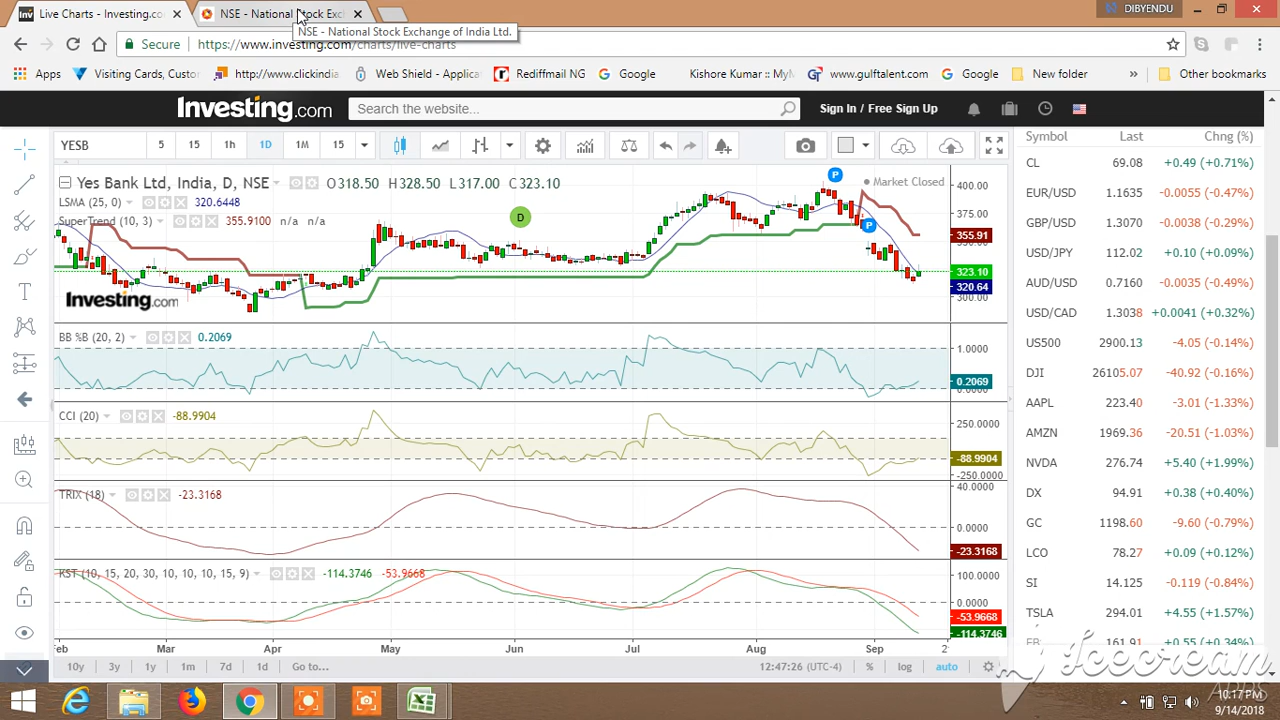 Live Charts - Investing.co
NSE - National Stock Exc
DIBYENDU
NSE - National Stock Exchange of India Ltd.
Secure
https://www.investing.com/charts/live-charts
Apps
Visiting Cards, Custo
http://www.clickindia
Web Shield - Applica
Rediffmail NG
Google
Kisore Kumar :: MyM
www.gulftalent.com
Google
New folder
»
Other bookmarks
Investing.com
Search the website...
Sign In / Free Sign Up
YESB
5
15
1h
1D
1M
15
Symbol Last Chng (%)
Yes Bank Ltd, India, D, NSE
O318.50 H328.50 L317.00 C323.10
Market Closed
LSMA (25, 0) 320.6448
SuperTrend (10, 3) 355.9100 n/a n/a
P
P
D
400.00
375.00
355.91
323.10
320.64
300.00
Investing.com
BB %B (20, 2) 0.2069
1.0000
0.2069
CCI (20) -88.9904
250.0000
-88.9904
-250.0000
TRIX (18) -23.3168
40.0000
0.0000
-23.3168
KST (10, 15, 20, 30, 10, 10, 10, 15, 9) -114.3746 -53.9668
100.0000
0.0000
-53.9668
-114.3746
Mar Apr May Jun Jul Aug Sep
10y 3y 1y 1m 7d 1d Go to...
12:47:26 (UTC-4) % log auto
CL 69.08 +0.49 (+0.71%)
EUR/USD 1.1635 -0.0055 (-0.47%)
GBP/USD 1.3070 -0.0038 (-0.29%)
USD/JPY 112.02 +0.10 (+0.09%)
AUD/USD 0.7160 -0.0035 (-0.49%)
USD/CAD 1.3038 +0.0041 (+0.32%)
US500 2900.13 -4.05 (-0.14%)
DJI 26105.07 -40.92 (-0.16%)
AAPL 223.40 -3.01 (-1.33%)
AMZN 1969.36 -20.51 (-1.03%)
NVDA 276.74 +5.40 (+1.99%)
DX 94.91 +0.38 (+0.40%)
GC 1198.60 -9.60 (-0.79%)
LCO 78.27 +0.09 (+0.12%)
SI 14.125 -0.119 (-0.84%)
TSLA 294.01 +4.55 (+1.57%)
161.91 +0.55 (+0.34%)
Icecream
APPS
10:17 PM
9/14/2018